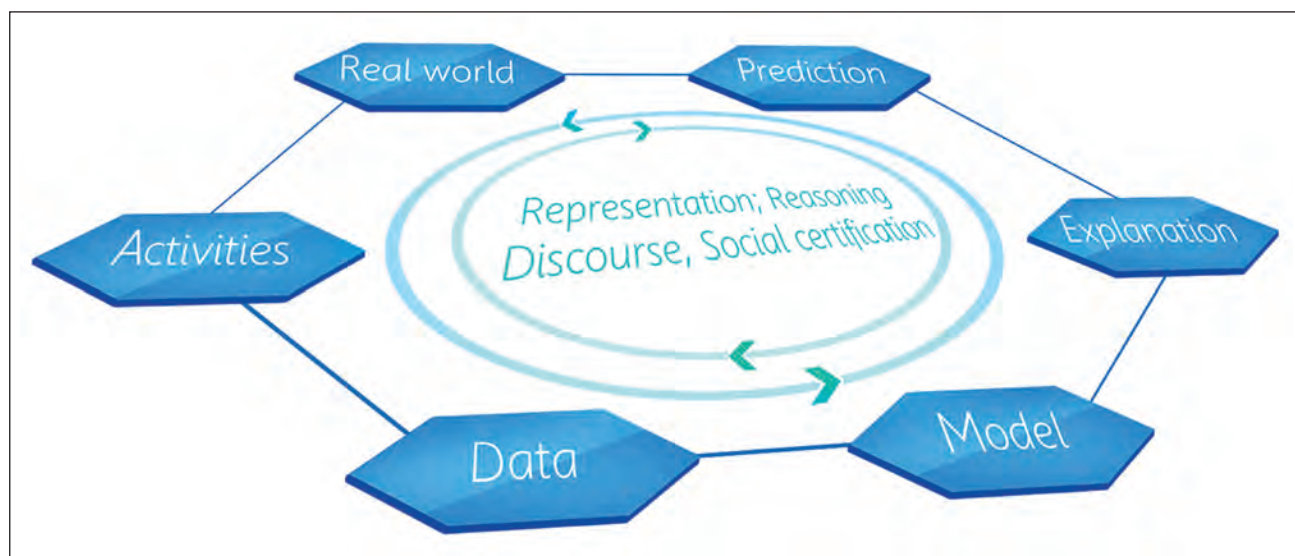 Real world
Prediction
Representation; Reasoning
Discourse, Social certification
Activities
Explanation
Data
Model